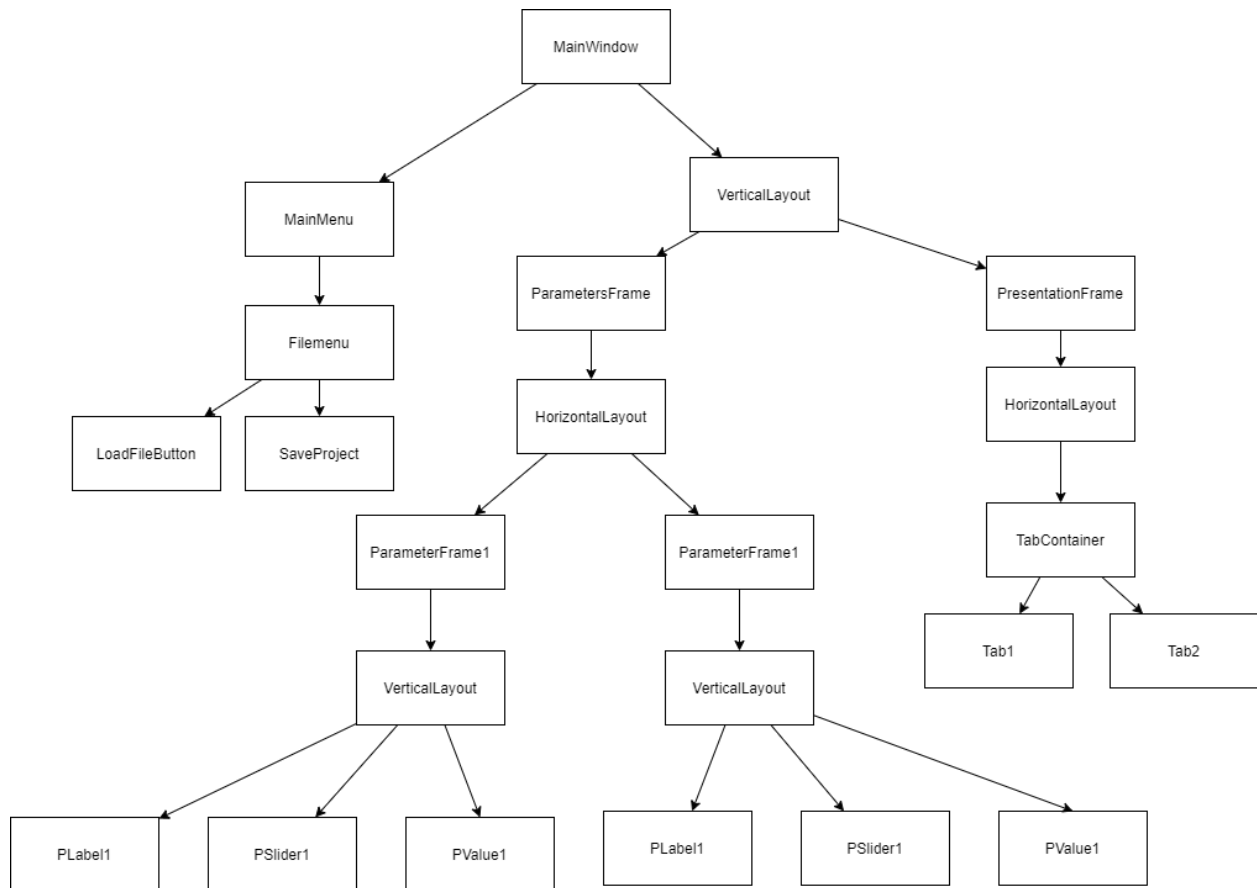 MainWindow
VerticalLayout
MainMenu
ParametersFrame
PresentationFrame
Filemenu
HorizontalLayout
HorizontalLayout
LoadFileButton
SaveProject
ParameterFrame1
ParameterFrame1
TabContainer
Tab1
Tab2
VerticalLayout
VerticalLayout
PLabel1
PSlider1
PValue1
PLabel1
PSlider1
PValue1